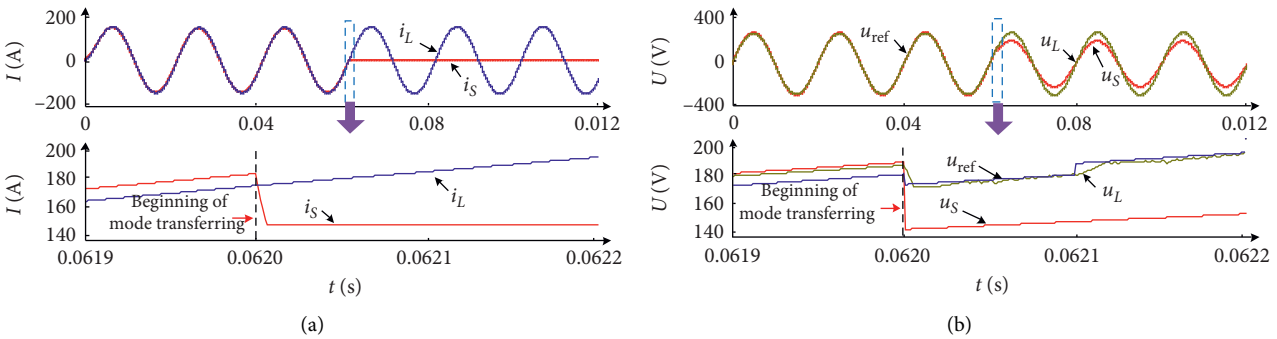 I (A)
200
0
−200
i_L
i_S
0
0.04
0.08
0.012
I (A)
200
180
160
140
Beginning of
mode transferring
i_S
i_L
0.0619
0.0620
0.0621
0.0622
t (s)
(a)
U (V)
400
0
−400
u_ref
u_L
u_S
0
0.04
0.08
0.012
U (V)
200
180
160
140
Beginning of
mode transferring
u_ref
u_L
u_S
0.0619
0.0620
0.0621
0.0622
t (s)
(b)